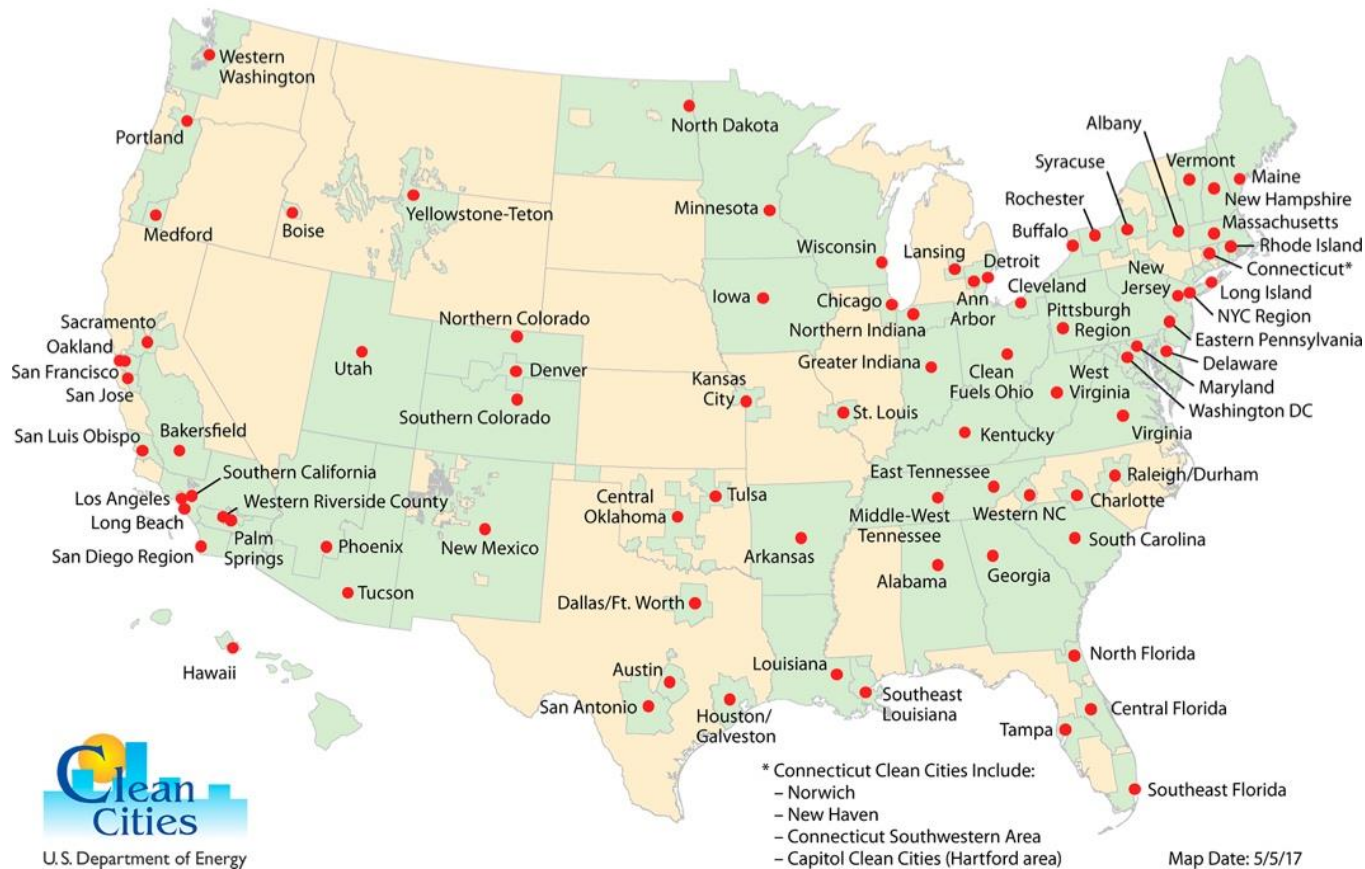 Western
Washington
Portland
Medford
Boise
Yellowstone-Teton
North Dakota
Minnesota
Wisconsin
Iowa
Chicago
Lansing
Detroit
Ann
Arbor
Cleveland
Northern Indiana
Greater Indiana
Clean
Fuels Ohio
Pittsburgh
Region
Buffalo
Rochester
Syracuse
Albany
Vermont
Maine
New Hampshire
Massachusetts
Rhode Island
Connecticut*
Long Island
NYC Region
New
Jersey
Eastern Pennsylvania
Delaware
Maryland
Washington DC
West
Virginia
Virginia
Kentucky
Sacramento
Oakland
San Francisco
San Jose
San Luis Obispo
Bakersfield
Southern California
Los Angeles
Long Beach
Western Riverside County
Palm
Springs
San Diego Region
Utah
Northern Colorado
Denver
Southern Colorado
Phoenix
Tucson
New Mexico
Kansas
City
St. Louis
Central
Oklahoma
Tulsa
Arkansas
East Tennessee
Middle-West
Tennessee
Western NC
Raleigh/Durham
Charlotte
South Carolina
Alabama
Georgia
Dallas/Ft. Worth
Austin
San Antonio
Houston/
Galveston
Louisiana
Southeast
Louisiana
North Florida
Central Florida
Tampa
Southeast Florida
Hawaii
Clean
Cities
U.S. Department of Energy
* Connecticut Clean Cities Include:
– Norwich
– New Haven
– Connecticut Southwestern Area
– Capitol Clean Cities (Hartford area)
Map Date: 5/5/17